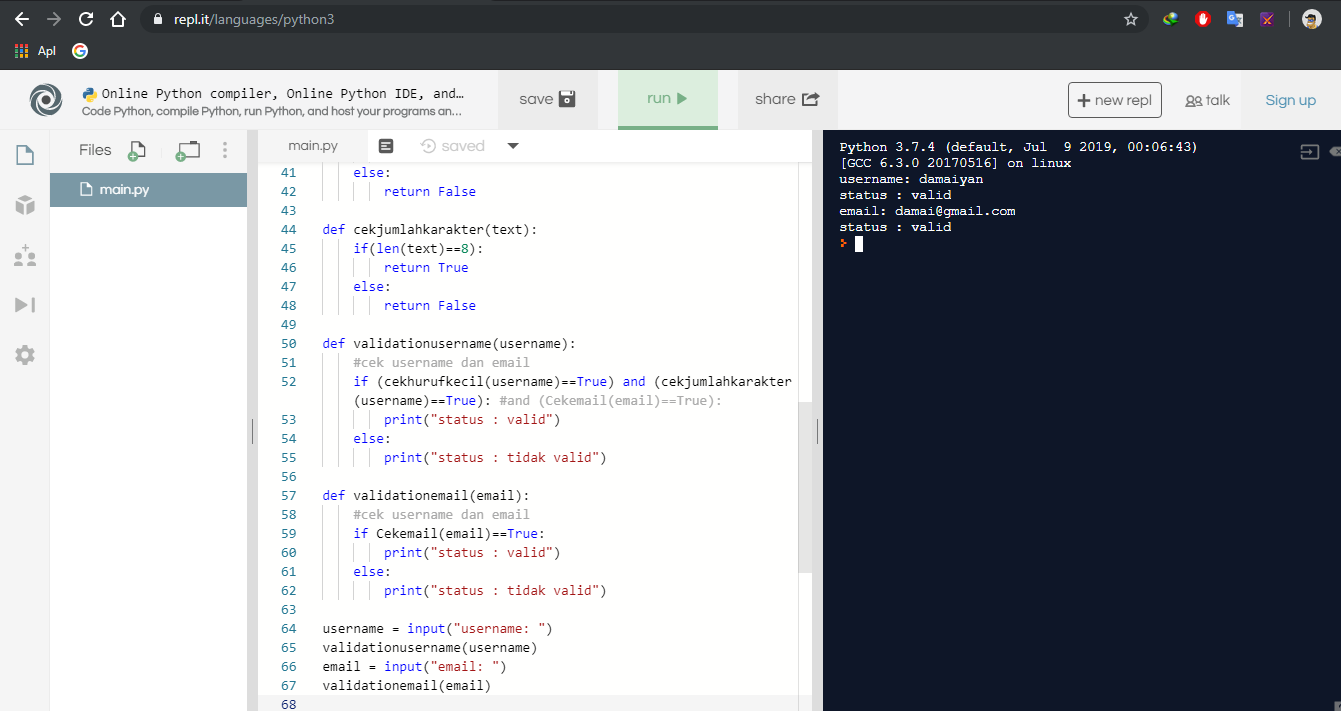 repl.it/languages/python3
Apl
Online Python compiler, Online Python IDE, and…
Code Python, compile Python, run Python, and host your programs an...
save
run
share
new repl
talk
Sign up
Files
main.py
saved
main.py
41 else:
42 return False
43
44 def cekjumlahkarakter(text):
45 if(len(text)==8):
46 return True
47 else:
48 return False
49
50 def validationusername(username):
51 #cek username dan email
52 if (cekhurufkecil(username)==True) and (cekjumlahkarakter
(username)==True): #and (Cekemail(email)==True):
53 print("status : valid")
54 else:
55 print("status : tidak valid")
56
57 def validationemail(email):
58 #cek username dan email
59 if Cekemail(email)==True:
60 print("status : valid")
61 else:
62 print("status : tidak valid")
63
64 username = input("username: ")
65 validationusername(username)
66 email = input("email: ")
67 validationemail(email)
68
Python 3.7.4 (default, Jul  9 2019, 00:06:43)
[GCC 6.3.0 20170516] on linux
username: damaiyan
status : valid
email: damai@gmail.com
status : valid